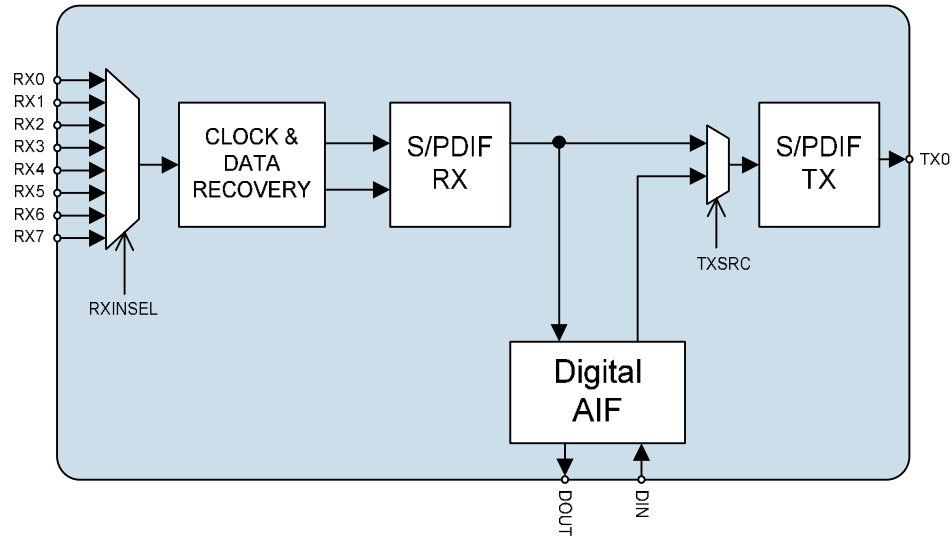 RX0
RX1
RX2
RX3
RX4
RX5
RX6
RX7
RXINSEL
CLOCK &
DATA
RECOVERY
S/PDIF
RX
TXSRC
S/PDIF
TX
TX0
Digital
AIF
DOUT
DIN